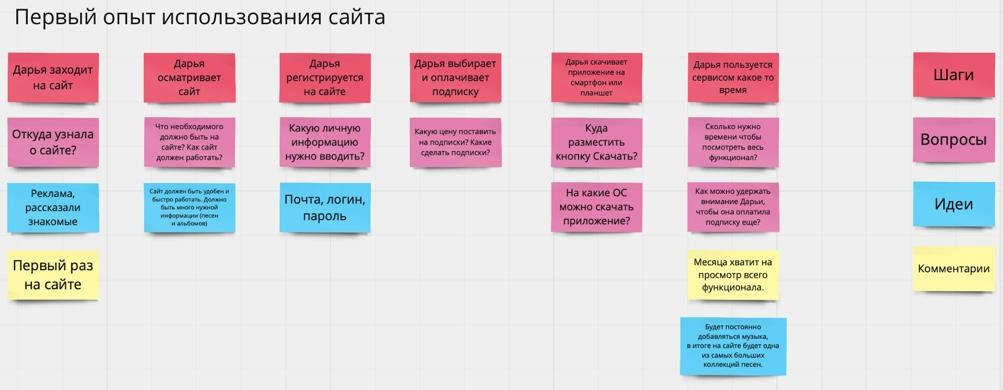 Первый опыт использования сайта
Дарья заходит
на сайт
Дарья
осматривает
сайт
Дарья
регистрируется
на сайте
Дарья выбирает
и оплачивает
подписку
Дарья скачивает
приложение на
смартфон или
планшет
Дарья пользуется
сервисом какое то
время
Шаги
Откуда узнала
о сайте?
Что необходимого
должно быть на
сайте? Как сайт
должен работать?
Какую личную
информацию
нужно вводить?
Какую цену поставить
на подписки? Какие
сделать подписки?
Куда
разместить
кнопку Скачать?
Сколько нужно
времени чтобы
посмотреть весь
функционал?
Вопросы
Реклама,
рассказали
знакомые
Сайт должен быть удобен и
быстро работать. Должно
быть много нужной
информации (песен
и альбомов)
Почта, логин,
пароль
На какие ОС
можно скачать
приложение?
Как можно удержать
внимание Дарьи,
чтобы она оплатила
подписку еще?
Идеи
Первый раз
на сайте
Месяца хватит на
просмотр всего
функционала.
Комментарии
Будет постоянно
добавляться музыка,
в итоге на сайте будет одна
из самых больших
коллекций песен.